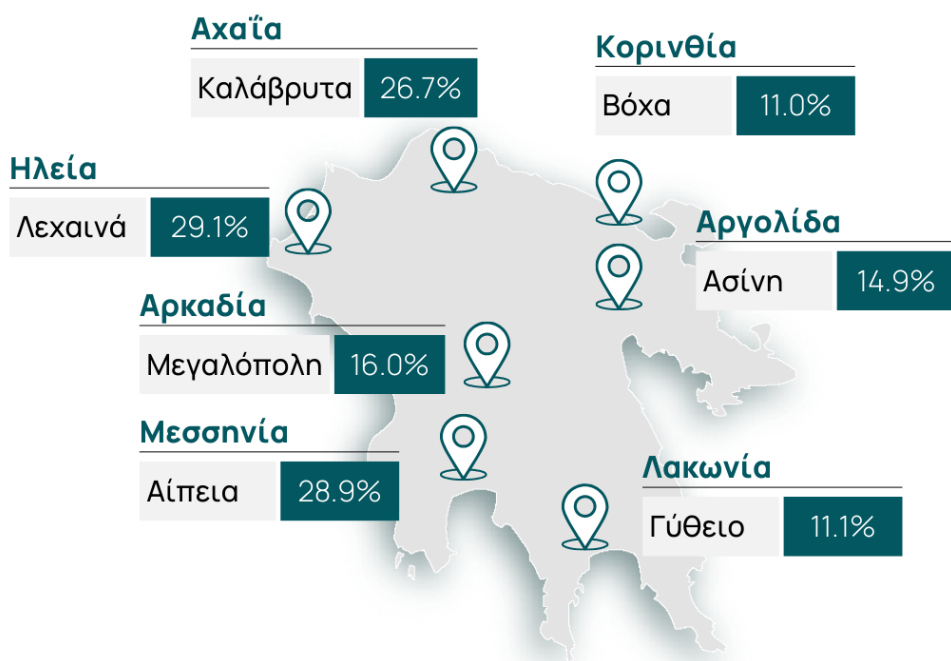 Αχαΐα
Καλάβρυτα 26.7%
Κορινθία
Βόχα 11.0%
Ηλεία
Λεχαινά 29.1%
Αργολίδα
Ασίνη 14.9%
Αρκαδία
Μεγαλόπολη 16.0%
Μεσσηνία
Αίπεια 28.9%
Λακωνία
Γύθειο 11.1%